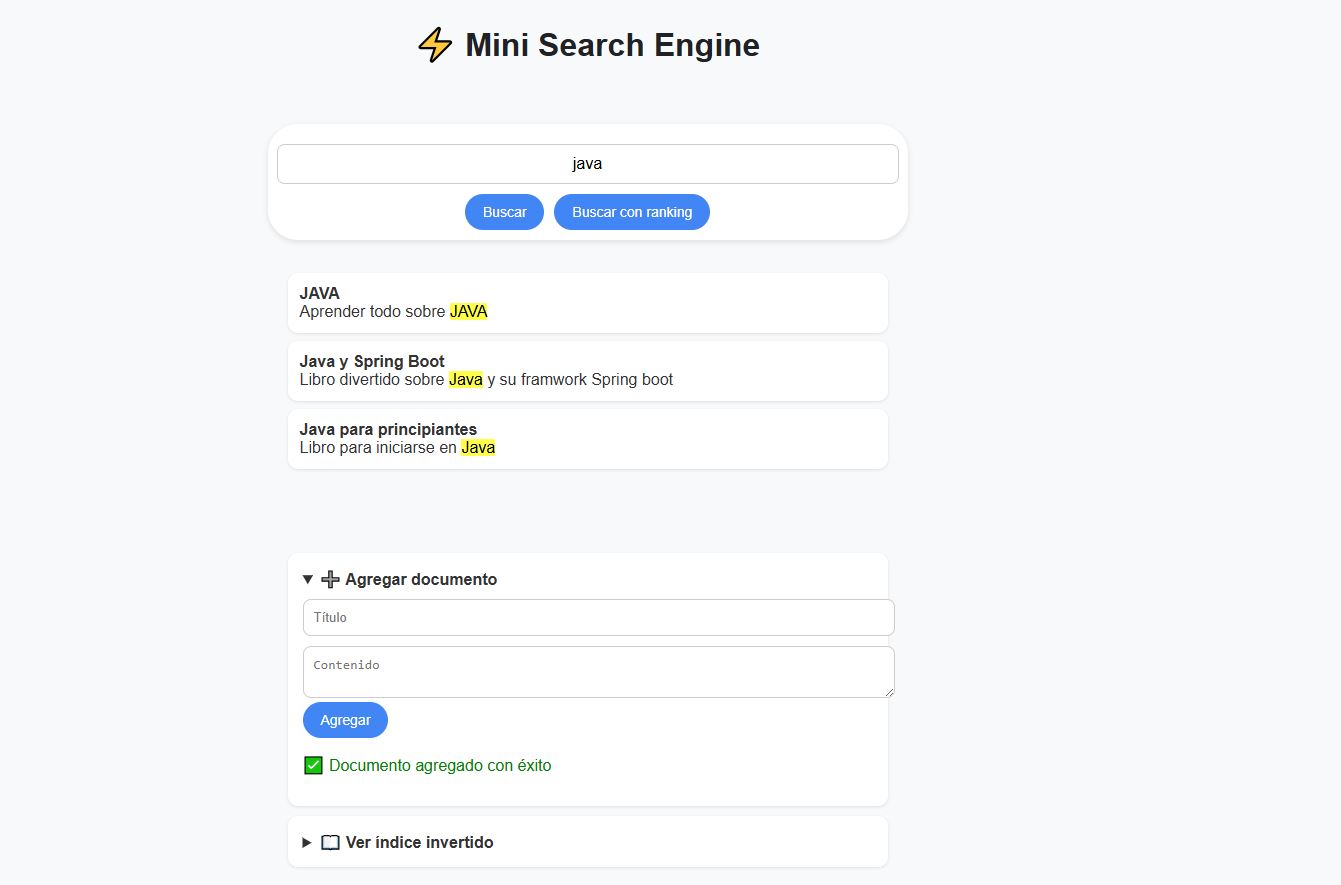 ⚡ Mini Search Engine
java
Buscar
Buscar con ranking
JAVA
Aprender todo sobre JAVA
Java y Spring Boot
Libro divertido sobre Java y su framwork Spring boot
Java para principiantes
Libro para iniciarse en Java
▼ ➕ Agregar documento
Título
Contenido
Agregar
✅ Documento agregado con éxito
▶ 📖 Ver índice invertido